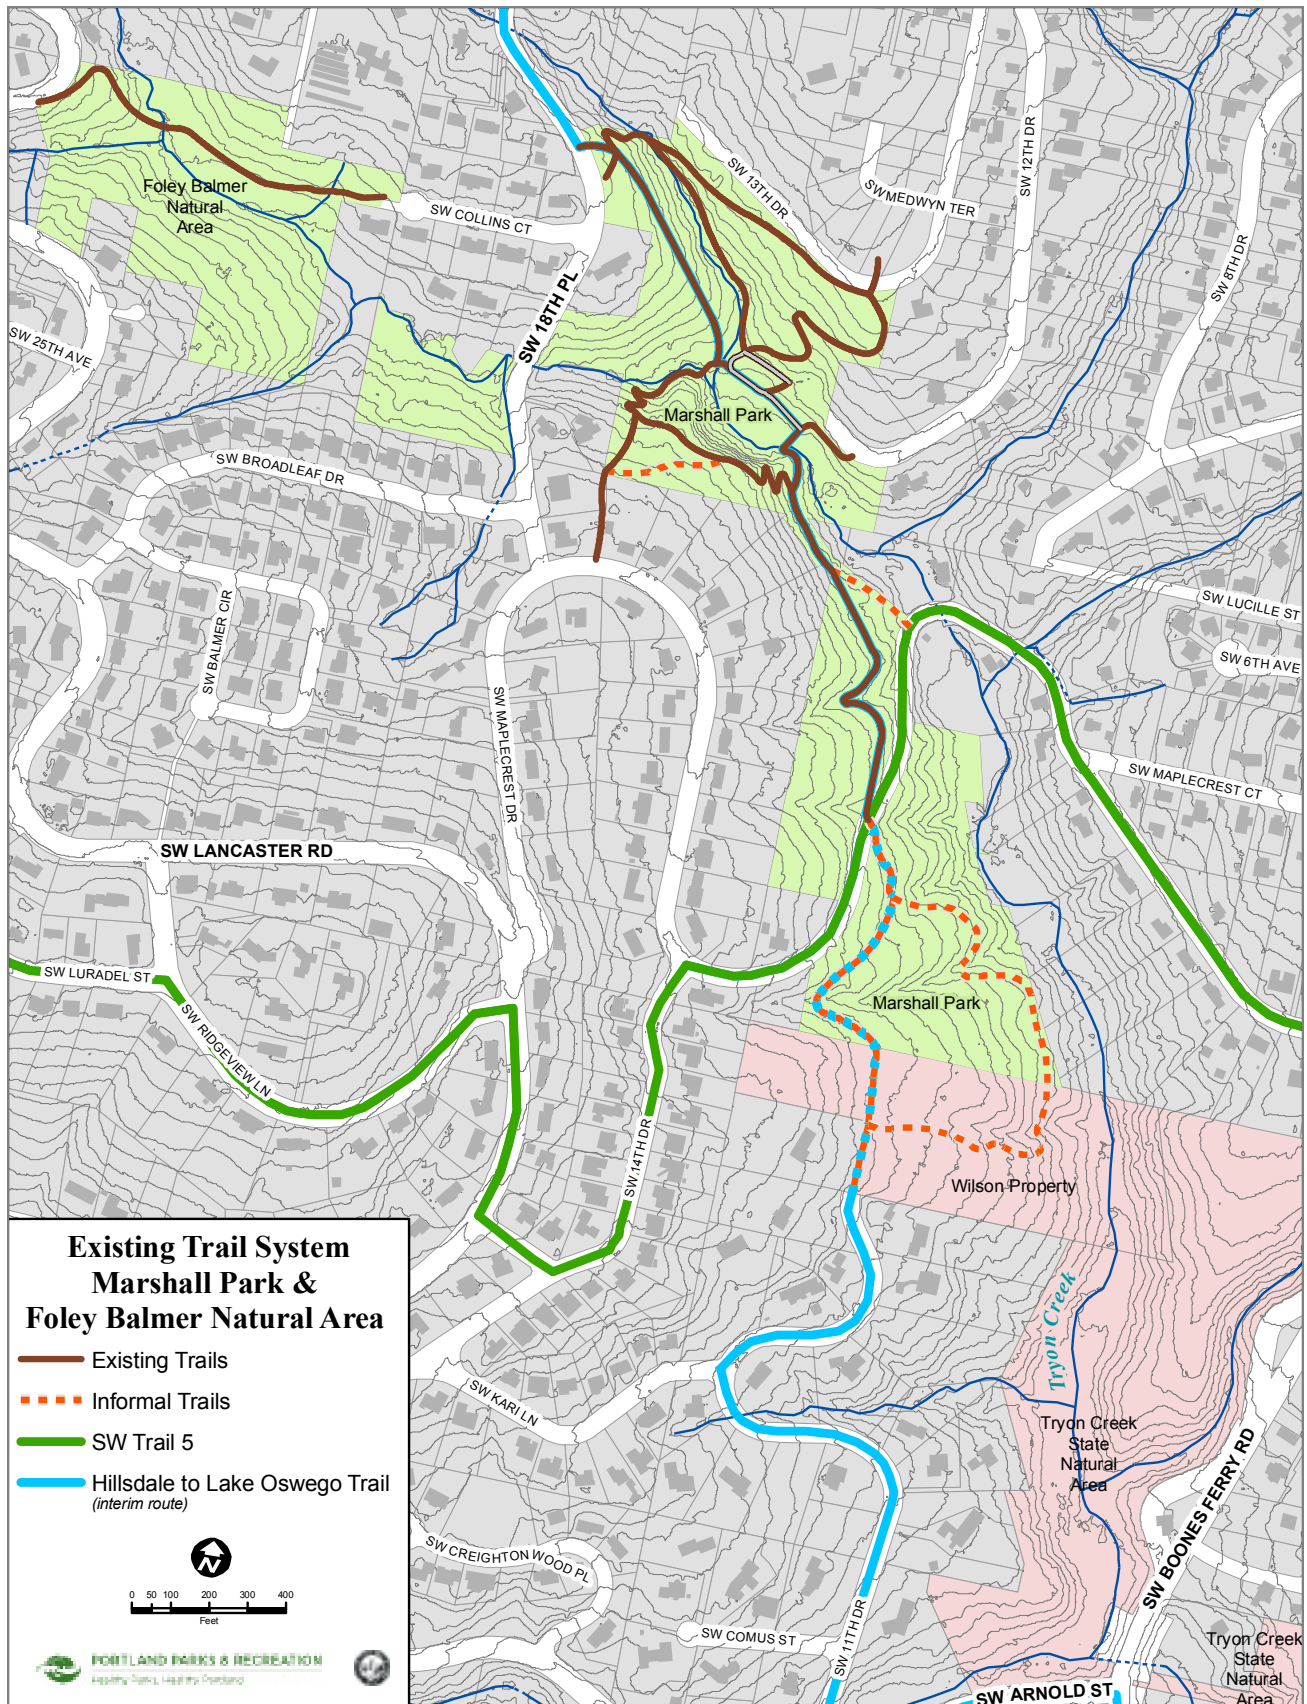 SW 13TH DR
SW MEDWYN TER
SW 12TH DR
SW 8TH DR
Foley Balmer
Natural
Area
SW COLLINS CT
SW 18TH PL
SW 25TH AVE
Marshall Park
SW BROADLEAF DR
SW BALMER CIR
SW LUCILLE ST
SW 6TH AVE
SW MAPLECREST DR
SW MAPLECREST CT
SW LANCASTER RD
SW LURADEL ST
SW RIDGEVIEW LN
Marshall Park
SW 14TH DR
Wilson Property
Tryon Creek
SW KARI LN
Tryon Creek
State
Natural
Area
SW BOONES FERRY RD
SW CREIGHTON WOOD PL
SW COMUS ST
SW 11TH DR
Tryon Creek
State
Natural
Area
SW ARNOLD ST
Existing Trail System
Marshall Park &
Foley Balmer Natural Area
Existing Trails
Informal Trails
SW Trail 5
Hillsdale to Lake Oswego Trail
(interim route)
N
0 50 100 200 300 400
Feet
PORTLAND PARKS & RECREATION
Healthy Parks, Healthy Portland